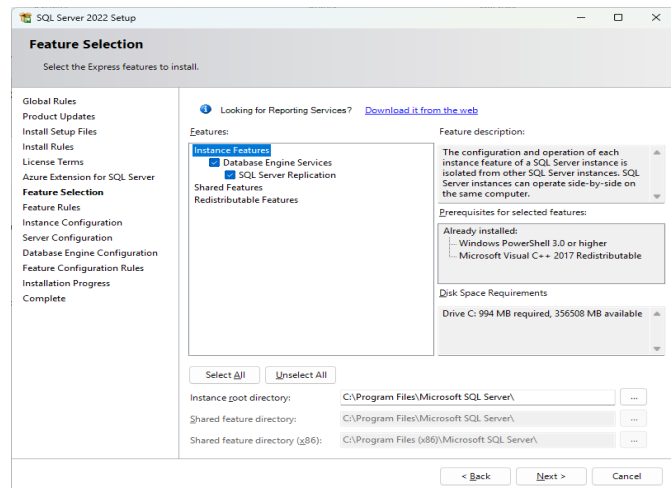 SQL Server 2022 Setup
Feature Selection
Select the Express features to install.
Global Rules
Product Updates
Install Setup Files
Install Rules
License Terms
Azure Extension for SQL Server
Feature Selection
Feature Rules
Instance Configuration
Server Configuration
Database Engine Configuration
Feature Configuration Rules
Installation Progress
Complete
Looking for Reporting Services? Download it from the web
Features:
Instance Features
Database Engine Services
SQL Server Replication
Shared Features
Redistributable Features
Feature description:
The configuration and operation of each
instance feature of a SQL Server instance is
isolated from other SQL Server instances. SQL
Server instances can operate side-by-side on
the same computer.
Prerequisites for selected features:
Already installed:
Windows PowerShell 3.0 or higher
Microsoft Visual C++ 2017 Redistributable
Disk Space Requirements
Drive C: 994 MB required, 356508 MB available
Select All
Unselect All
Instance root directory: C:\Program Files\Microsoft SQL Server\ ...
Shared feature directory: C:\Program Files\Microsoft SQL Server\ ...
Shared feature directory (x86): C:\Program Files (x86)\Microsoft SQL Server\ ...
< Back
Next >
Cancel